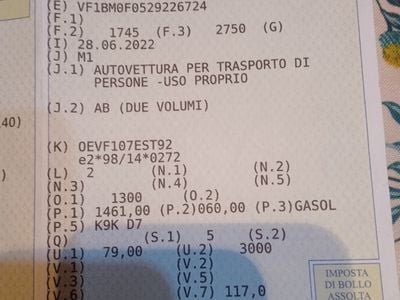 (E) VF1BM0F0529226724
(F.1)
(F.2) 1745 (F.3) 2750 (G)
(I) 28.06.2022
(J) M1
(J.1) AUTOVETTURA PER TRASPORTO DI
PERSONE -USO PROPRIO
(J.2) AB (DUE VOLUMI)
40)
(K) OEVF107EST92
e2*98/14*0272
(L) 2 (N.1) (N.2)
(N.3) (N.4) (N.5)
(O.1) 1300 (O.2)
(P.1) 1461,00 (P.2)060,00 (P.3)GASOL
(P.5) K9K D7
(Q) (S.1) 5 (S.2)
(U.1) 79,00 (U.2) 3000
(V.1) (V.3)
(V.2) (V.5)
(V.6) (V.7) 117,0
IMPOSTA
DI BOLLO
ASSOLTA